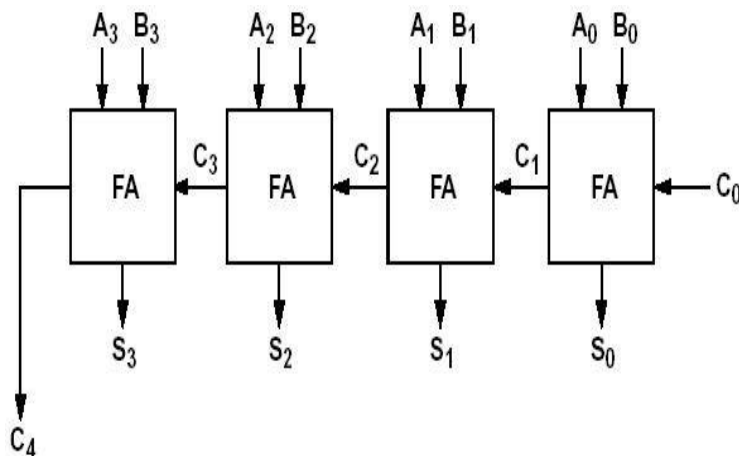 A₃ B₃ A₂ B₂ A₁ B₁ A₀ B₀
C₃ C₂ C₁
FA FA FA FA C₀
S₃ S₂ S₁ S₀
C₄